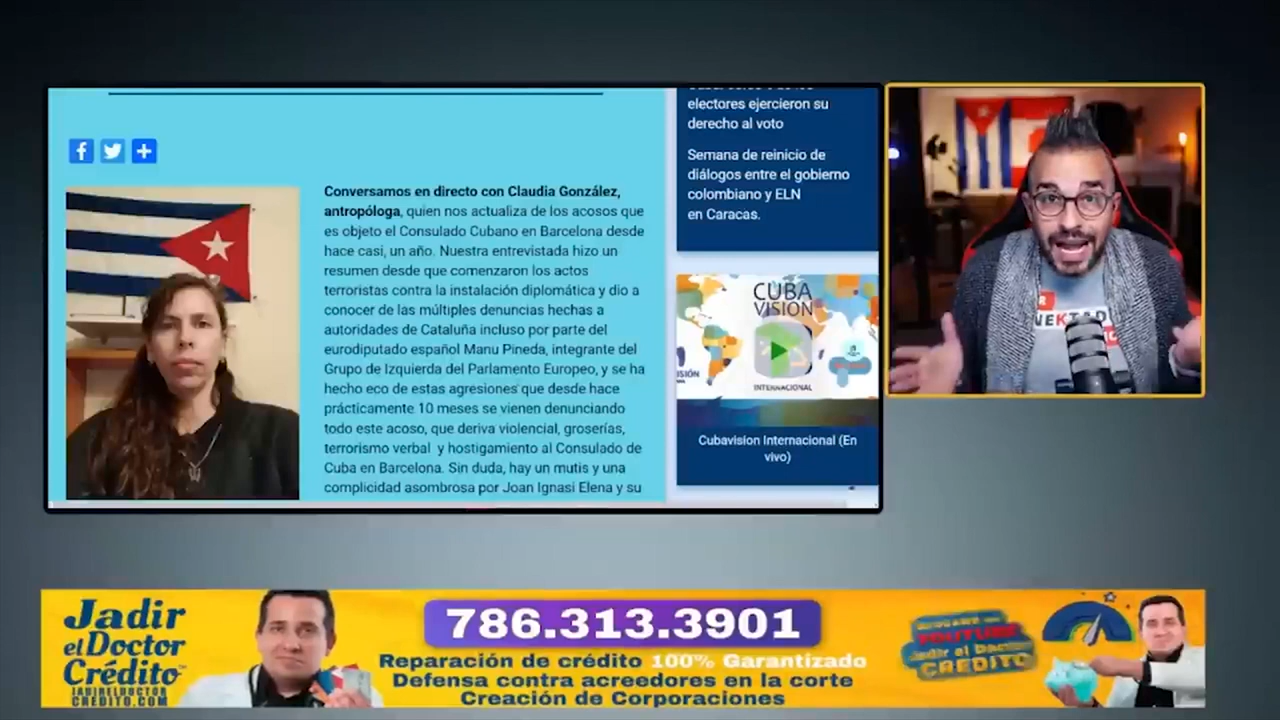 Conversamos en directo con Claudia González,
antropóloga, quien nos actualiza de los acosos que
es objeto el Consulado Cubano en Barcelona desde
hace casi, un año. Nuestra entrevistada hizo un
resumen desde que comenzaron los actos
terroristas contra la instalación diplomática y dio a
conocer de las múltiples denuncias hechas a
autoridades de Cataluña incluso por parte del
eurodiputado español Manu Pineda, integrante del
Grupo de Izquierda del Parlamento Europeo, y se ha
hecho eco de estas agresiones que desde hace
prácticamente 10 meses se vienen denunciando
todo este acoso, que deriva violencial, groserías,
terrorismo verbal y hostigamiento al Consulado de
Cuba en Barcelona. Sin duda, hay un mutis y una
complicidad asombrosa por Joan Ignasi Elena y su
electores ejercieron su
derecho al voto
Semana de reinicio de
diálogos entre el gobierno
colombiano y ELN
en Caracas.
CUBA
VISION
INTERNACIONAL
Cubavision Internacional (En
vivo)
Jadir
el Doctor
Crédito
JADIRELDOCTOR
CREDITO.COM
786.313.3901
Reparación de crédito 100% Garantizado
Defensa contra acreedores en la corte
Creación de Corporaciones
YOUTUBE
Jadir el Doctor
CRÉDITO